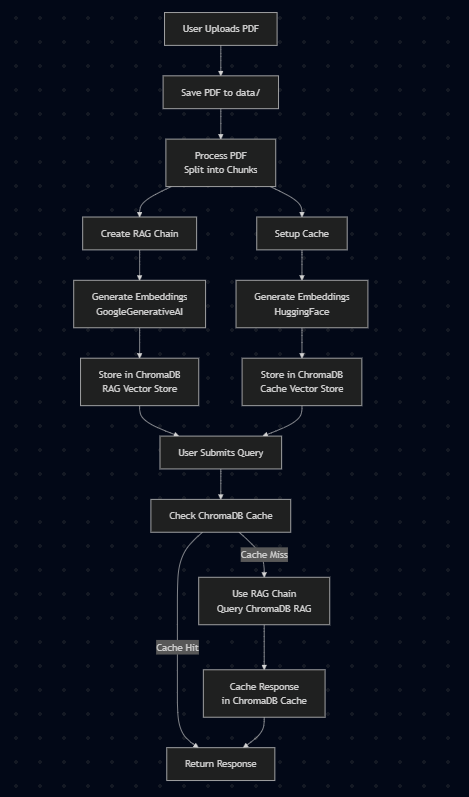 User Uploads PDF
Save PDF to data/
Process PDF
Split into Chunks
Create RAG Chain
Setup Cache
Generate Embeddings
GoogleGenerativeAI
Generate Embeddings
HuggingFace
Store in ChromaDB
RAG Vector Store
Store in ChromaDB
Cache Vector Store
User Submits Query
Check ChromaDB Cache
Cache Miss
Use RAG Chain
Query ChromaDB RAG
Cache Hit
Cache Response
in ChromaDB Cache
Return Response